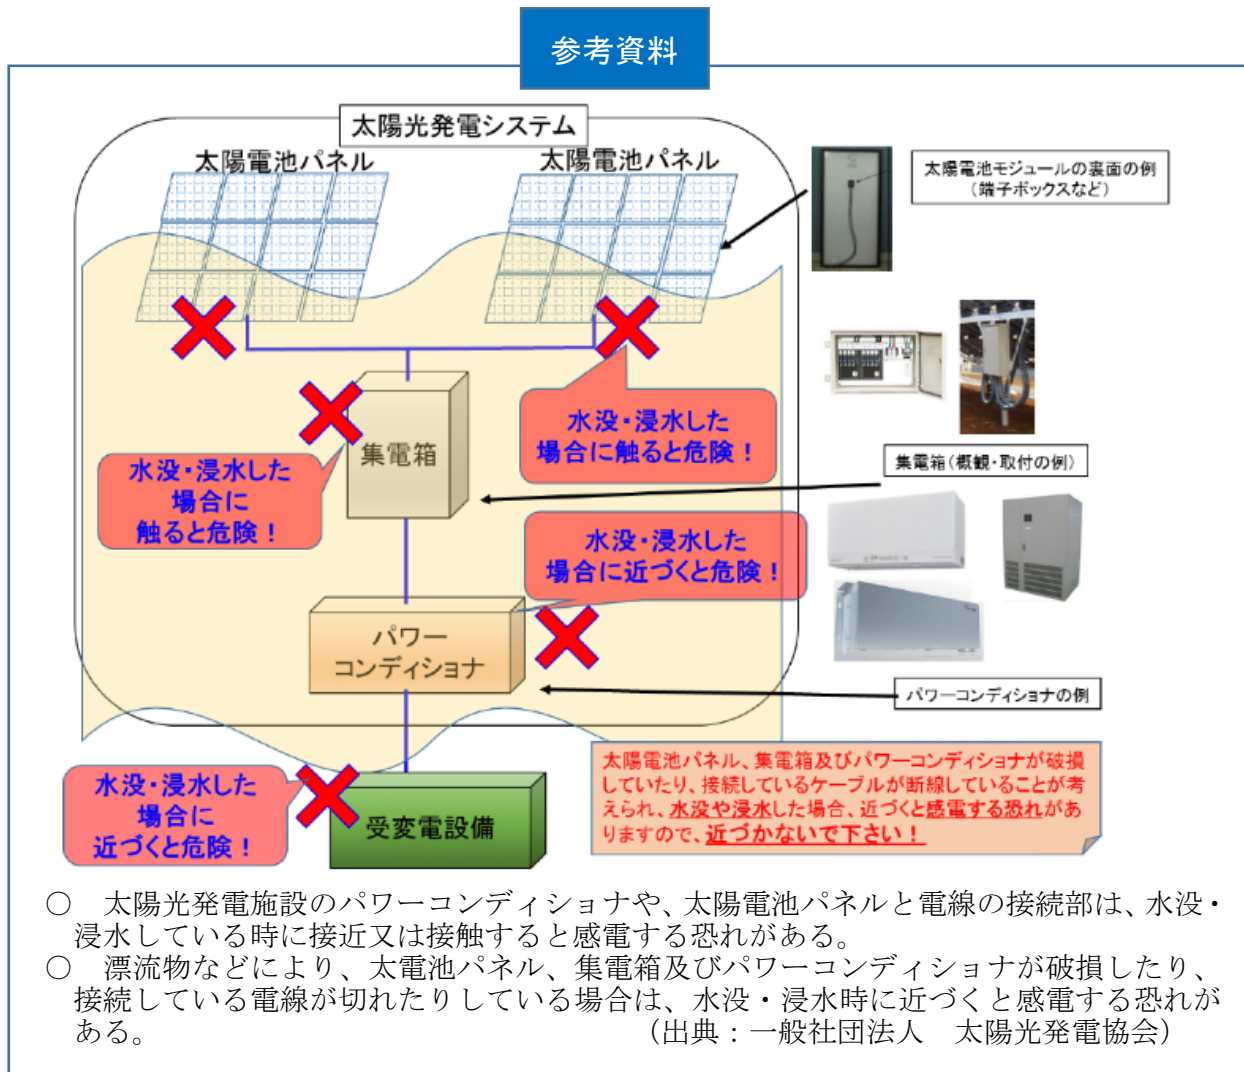 参考資料
太陽光発電システム
太陽電池パネル
太陽電池パネル
太陽電池モジュールの裏面の例
(端子ボックスなど)
水没・浸水した
場合に触ると危険！
集電箱
水没・浸水した
場合に
触ると危険！
集電箱(概観・取付の例)
水没・浸水した
場合に近づくと危険！
パワー
コンディショナ
パワーコンディショナの例
太陽電池パネル、集電箱及びパワーコンディショナが破損
していたり、接続しているケーブルが断線していることが考
えられ、水没や浸水した場合、近づくと感電する恐れがあ
りますので、近づかないで下さい！
水没・浸水した
場合に
近づくと危険！
受変電設備
○　太陽光発電施設のパワーコンディショナや、太陽電池パネルと電線の接続部は、水没・
浸水している時に接近又は接触すると感電する恐れがある。
○　漂流物などにより、太電池パネル、集電箱及びパワーコンディショナが破損したり、
接続している電線が切れたりしている場合は、水没・浸水時に近づくと感電する恐れが
ある。　（出典：一般社団法人　太陽光発電協会）